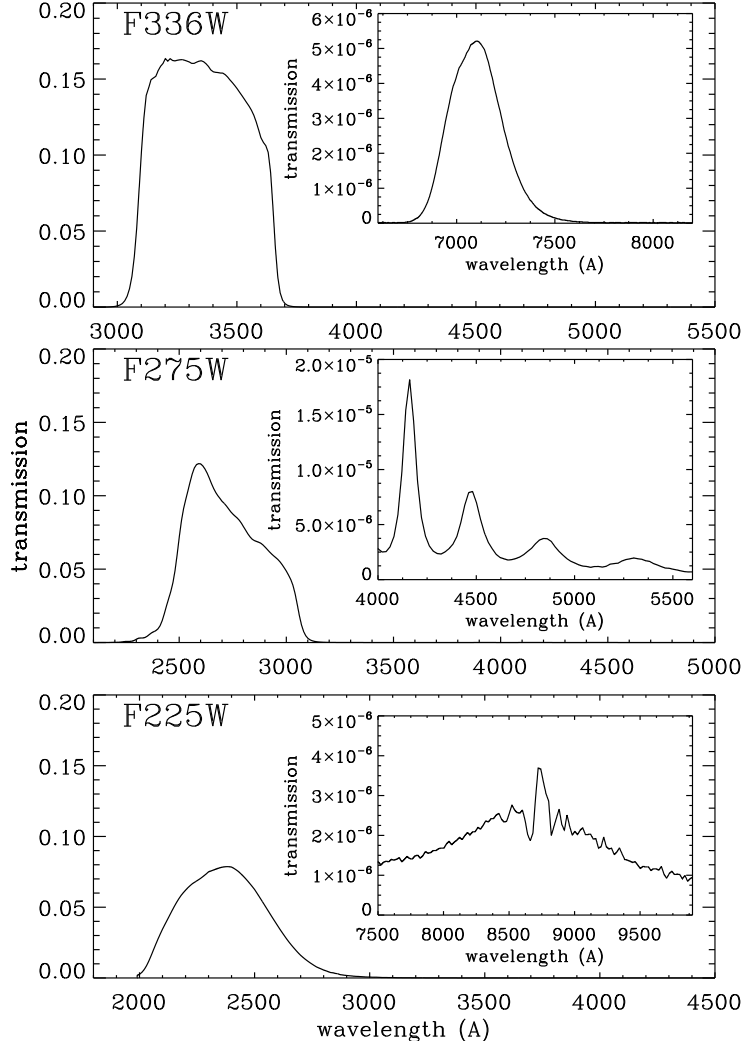 F336W
0.20
0.15
0.10
0.05
0.00
3000 3500 4000 4500 5000 5500
transmission
6×10⁻⁶
5×10⁻⁶
4×10⁻⁶
3×10⁻⁶
2×10⁻⁶
1×10⁻⁶
0
7000 7500 8000
wavelength (A)
F275W
transmission
0.20
0.15
0.10
0.05
0.00
2500 3000 3500 4000 4500 5000
transmission
2.0×10⁻⁵
1.5×10⁻⁵
1.0×10⁻⁵
5.0×10⁻⁶
0
4000 4500 5000 5500
wavelength (A)
F225W
0.20
0.15
0.10
0.05
0.00
2000 2500 3000 3500 4000 4500
wavelength (A)
transmission
5×10⁻⁶
4×10⁻⁶
3×10⁻⁶
2×10⁻⁶
1×10⁻⁶
0
7500 8000 8500 9000 9500
wavelength (A)